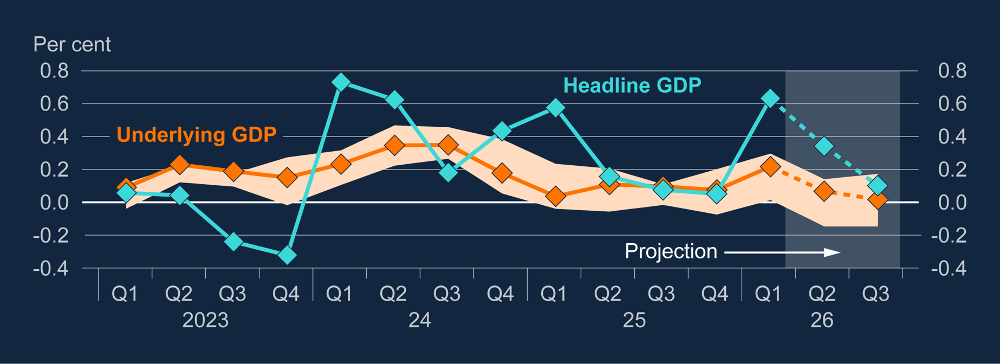 Per cent
0.8 0.8
Headline GDP
0.6 0.6
Underlying GDP
0.4 0.4
0.2 0.2
0.0 0.0
-0.2 -0.2
Projection
-0.4 -0.4
Q1 Q2 Q3 Q4 Q1 Q2 Q3 Q4 Q1 Q2 Q3 Q4 Q1 Q2 Q3
2023 24 25 26